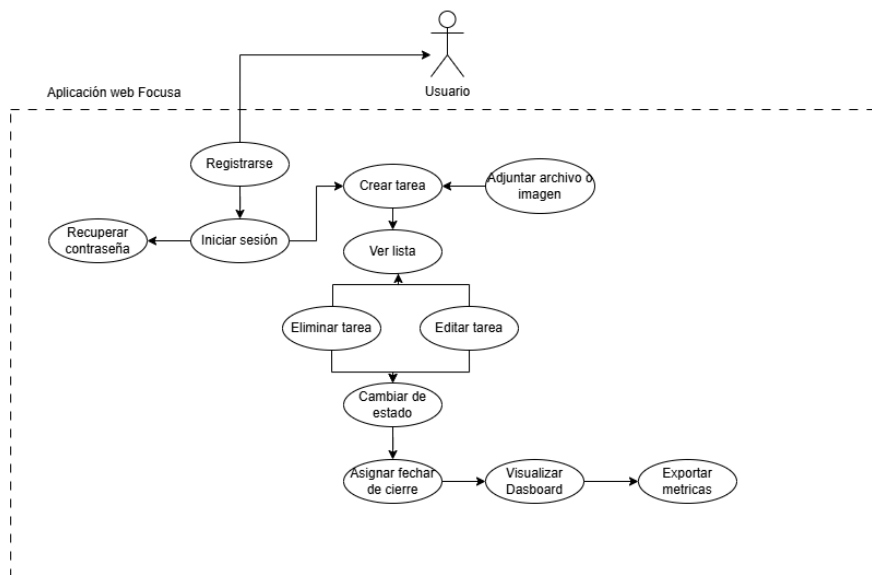 Usuario
Aplicación web Focusa
Registrarse
Crear tarea
Adjuntar archivo o
imagen
Recuperar
contraseña
Iniciar sesión
Ver lista
Eliminar tarea
Editar tarea
Cambiar de
estado
Asignar fechar
de cierre
Visualizar
Dasboard
Exportar
metricas